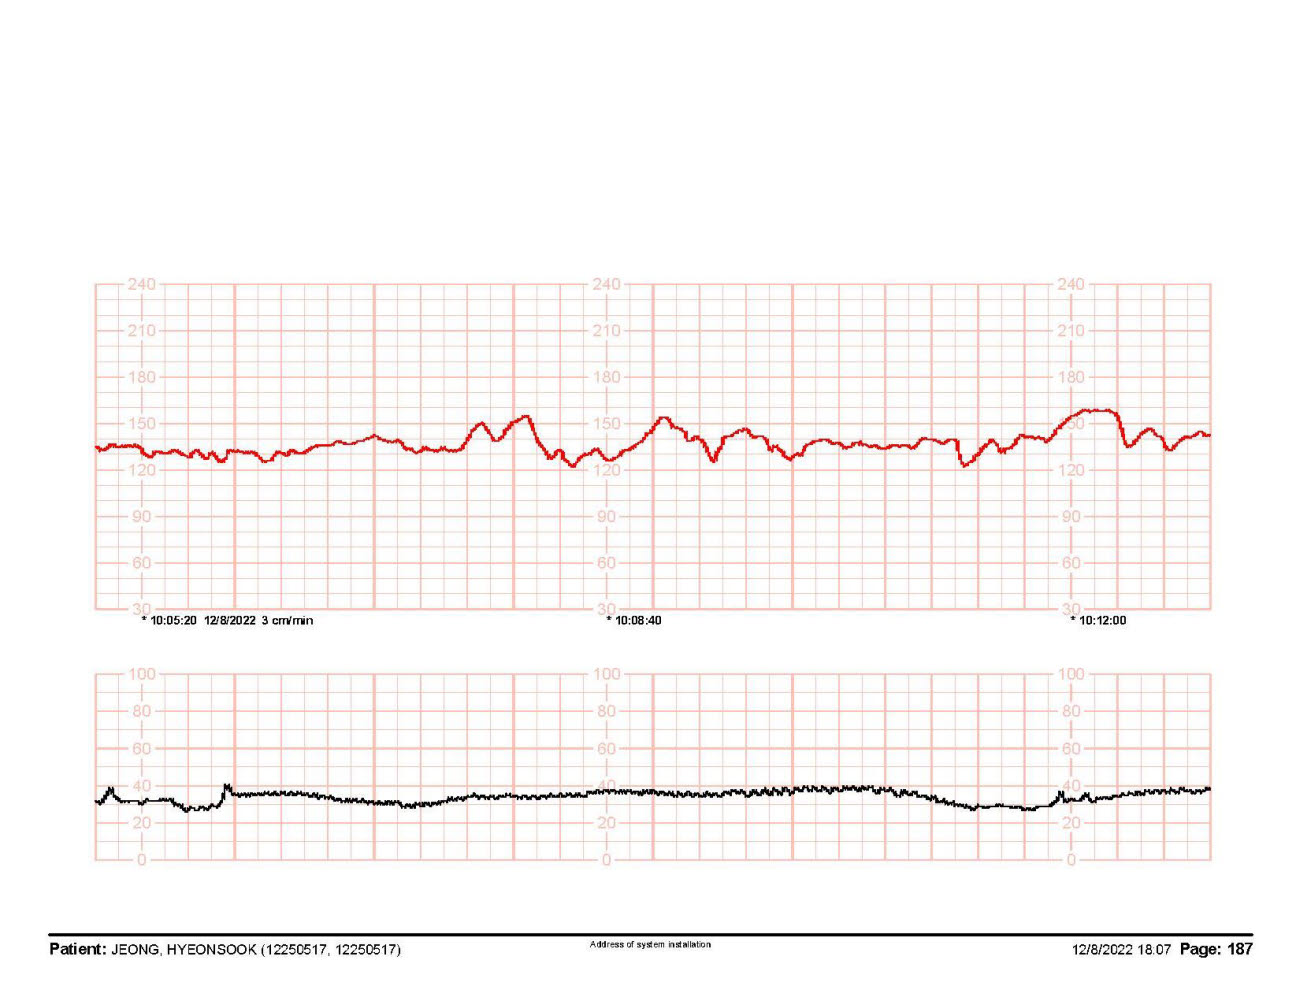 240 240 240
210 210 210
180 180 180
150 150 150
120 120 120
90 90 90
60 60 60
30 30 30
* 10:05:20 12/8/2022 3 cm/min * 10:08:40 * 10:12:00
100 100 100
80 80 80
60 60 60
40 40 40
20 20 20
0 0 0
Patient: JEONG, HYEONSOOK (12250517, 12250517) Address of system installation 12/8/2022 18:07 Page: 187